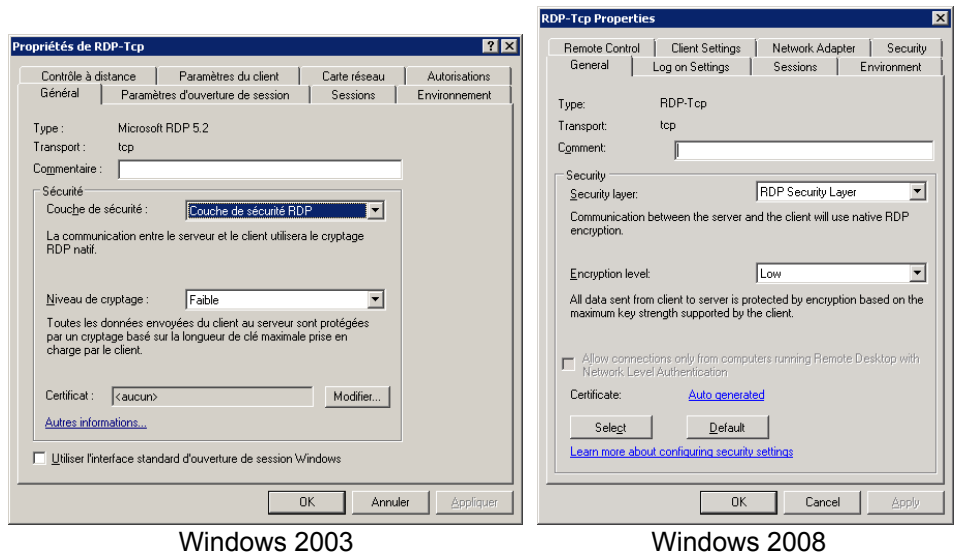 Propriétés de RDP-Tcp
Contrôle à distance
Paramètres du client
Carte réseau
Autorisations
Général
Paramètres d'ouverture de session
Sessions
Environnement
Type :
Microsoft RDP 5.2
Transport :
tcp
Commentaire :
Sécurité
Couche de sécurité :
Couche de sécurité RDP
La communication entre le serveur et le client utilisera le cryptage
RDP natif.
Niveau de cryptage :
Faible
Toutes les données envoyées du client au serveur sont protégées
par un cryptage basé sur la longueur de clé maximale prise en
charge par le client.
Certificat :
<aucun>
Modifier...
Autres informations...
Utiliser l'interface standard d'ouverture de session Windows
OK
Annuler
Appliquer
Windows 2003
RDP-Tcp Properties
Remote Control
Client Settings
Network Adapter
Security
General
Log on Settings
Sessions
Environment
Type:
RDP-Tcp
Transport:
tcp
Comment:
Security
Security layer:
RDP Security Layer
Communication between the server and the client will use native RDP
encryption.
Encryption level:
Low
All data sent from client to server is protected by encryption based on the
maximum key strength supported by the client.
Allow connections only from computers running Remote Desktop with
Network Level Authentication
Certificate:
Auto generated
Select
Default
Learn more about configuring security settings
OK
Cancel
Apply
Windows 2008